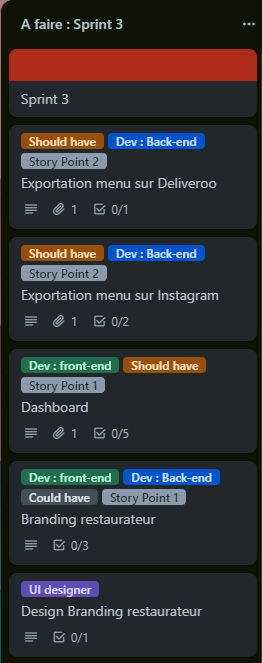 A faire : Sprint 3
Sprint 3
Should have Dev : Back-end
Story Point 2
Exportation menu sur Deliveroo
1 0/1
Should have Dev : Back-end
Story Point 2
Exportation menu sur Instagram
1 0/2
Dev : front-end Should have
Story Point 1
Dashboard
1 0/5
Dev : front-end Dev : Back-end
Could have Story Point 1
Branding restaurateur
0/3
UI designer
Design Branding restaurateur
0/1